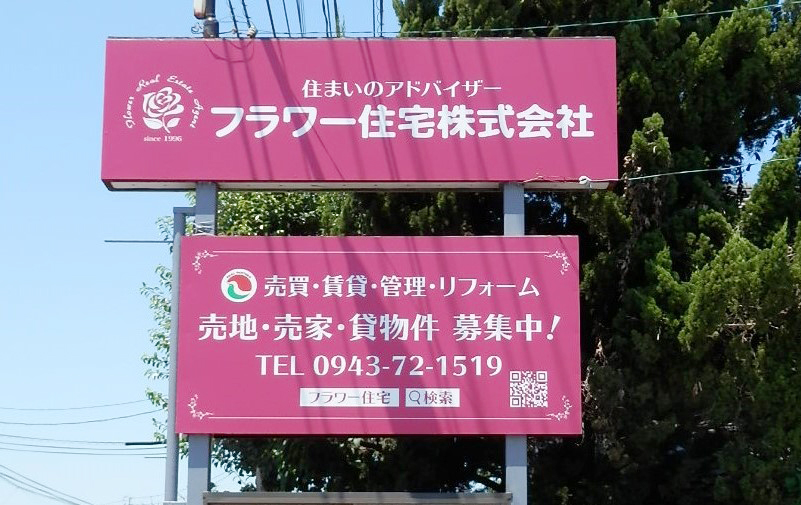 住まいのアドバイザー
Flower Real Estate Agent
since 1996
フラワー住宅株式会社
売買・賃貸・管理・リフォーム
売地・売家・貸物件 募集中!
TEL 0943-72-1519
フラワー住宅 検索